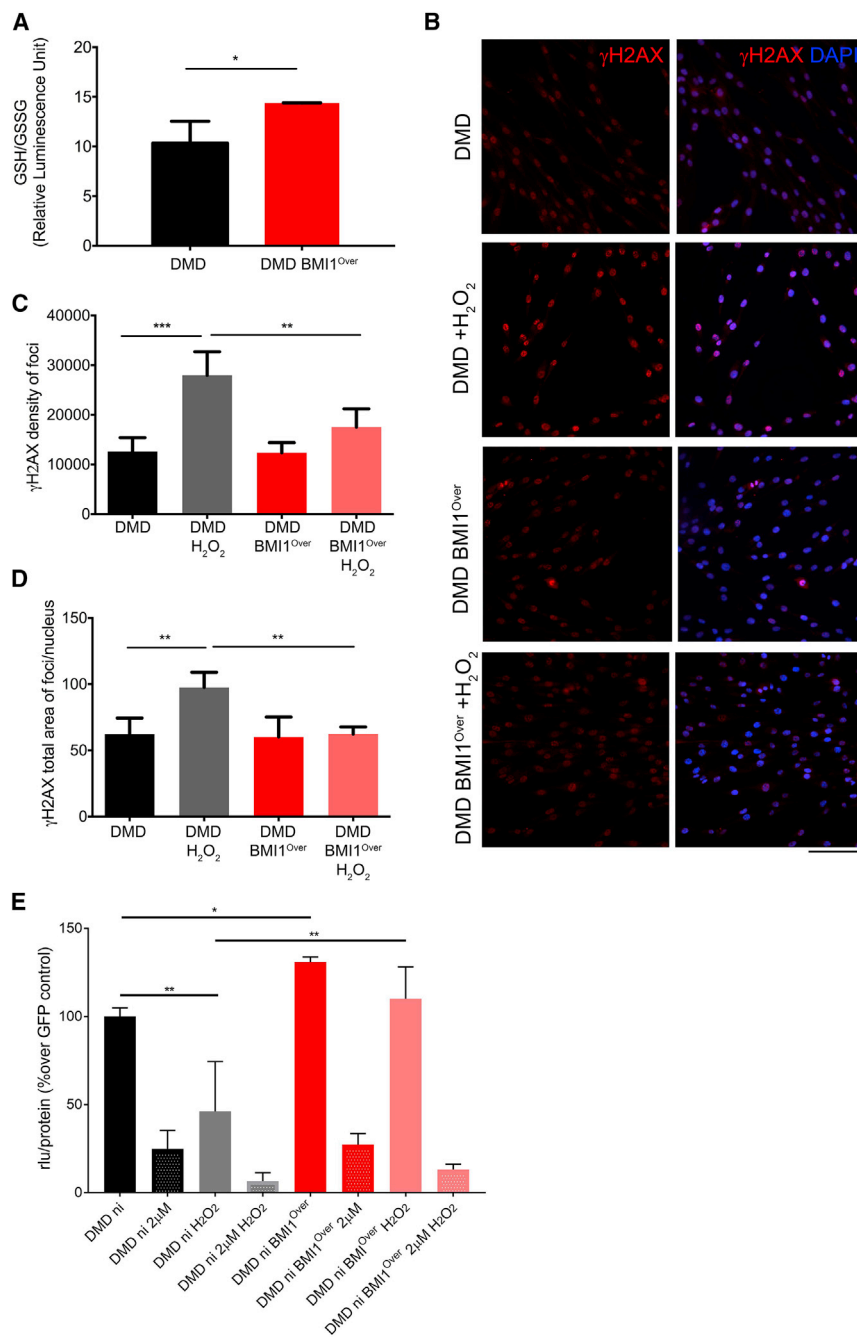 A
GSH/GSSG
(Relative Luminescence Unit)
20
15
10
5
0
*
DMD
DMD BMI1ᴼᵛᵉʳ
B
γH2AX
γH2AX DAPI
DMD
DMD +H₂O₂
DMD BMI1ᴼᵛᵉʳ
DMD BMI1ᴼᵛᵉʳ +H₂O₂
C
γH2AX density of foci
40000
30000
20000
10000
0
***
**
DMD
DMD
H₂O₂
DMD
BMI1ᴼᵛᵉʳ
DMD
BMI1ᴼᵛᵉʳ
H₂O₂
D
γH2AX total area of foci/nucleus
150
100
50
0
**
**
DMD
DMD
H₂O₂
DMD
BMI1ᴼᵛᵉʳ
DMD
BMI1ᴼᵛᵉʳ
H₂O₂
E
rlu/protein (%over GFP control)
150
100
50
0
*
**
**
DMD ni
DMD ni 2μM
DMD ni H₂O₂
DMD ni 2μM H₂O₂
DMD ni BMI1ᴼᵛᵉʳ
DMD ni BMI1ᴼᵛᵉʳ 2μM
DMD ni BMIᴼᵛᵉʳ H₂O₂
DMD ni BMI1ᴼᵛᵉʳ 2μM H₂O₂